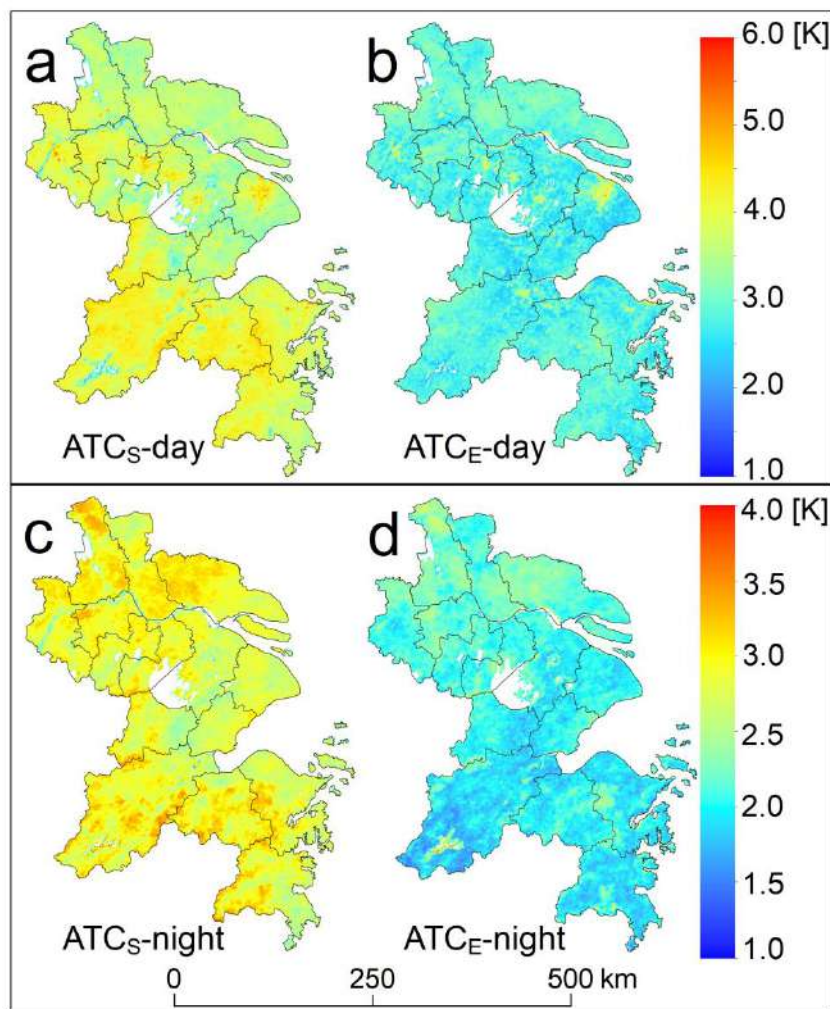 a
b
6.0 [K]
5.0
4.0
3.0
2.0
1.0
ATCS-day
ATCE-day
c
d
4.0 [K]
3.5
3.0
2.5
2.0
1.5
1.0
ATCS-night
ATCE-night
0 250 500 km